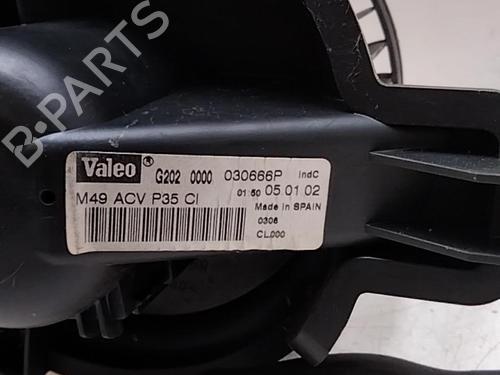 B-PARTS
Valeo ® G202 0000 030666P IndC
M49 ACV P35 CI 01:50 05 01 02
Made in SPAIN
0306
CL000